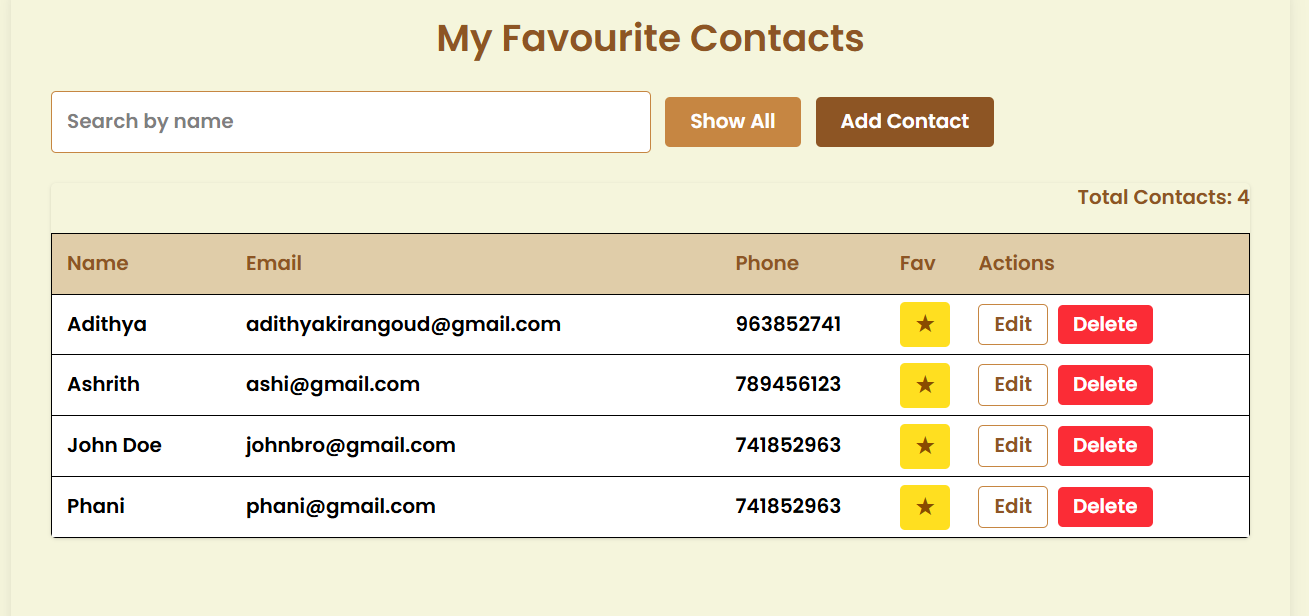 My Favourite Contacts
Search by name Show All Add Contact
Total Contacts: 4
Name Email Phone Fav Actions
Adithya adithyakirangoud@gmail.com 963852741 ★ Edit Delete
Ashrith ashi@gmail.com 789456123 ★ Edit Delete
John Doe johnbro@gmail.com 741852963 ★ Edit Delete
Phani phani@gmail.com 741852963 ★ Edit Delete